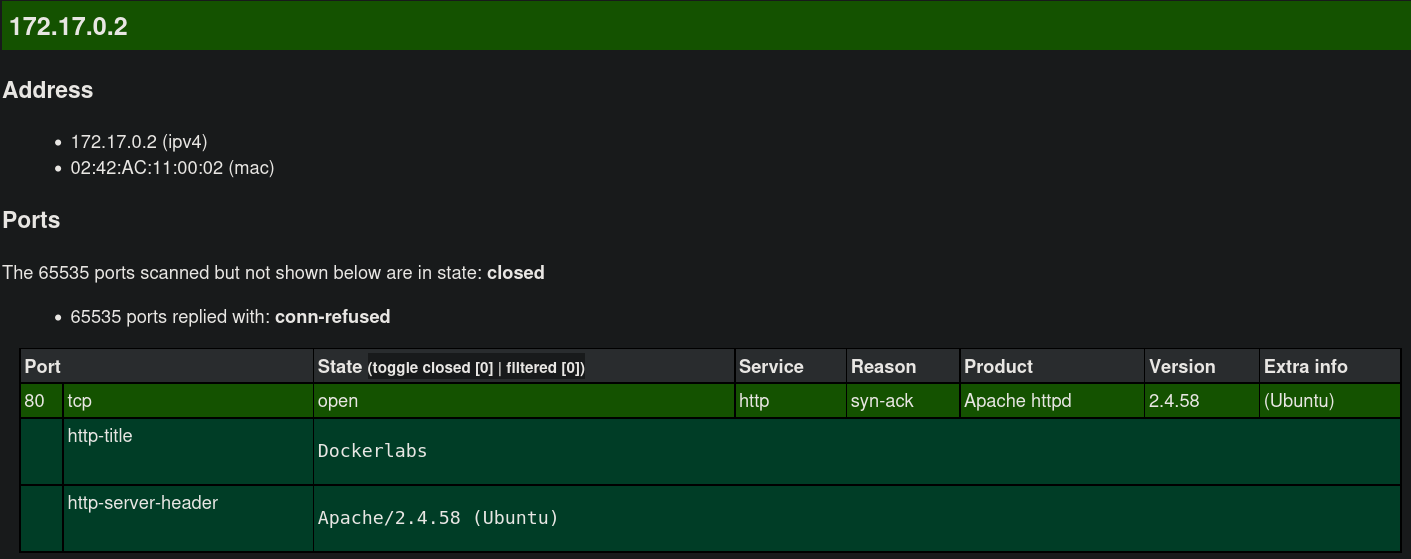 172.17.0.2
Address
172.17.0.2 (ipv4)
02:42:AC:11:00:02 (mac)
Ports
The 65535 ports scanned but not shown below are in state: closed
65535 ports replied with: conn-refused
Port State (toggle closed [0] | filtered [0]) Service Reason Product Version Extra info
80 tcp open http syn-ack Apache httpd 2.4.58 (Ubuntu)
http-title Dockerlabs
http-server-header Apache/2.4.58 (Ubuntu)